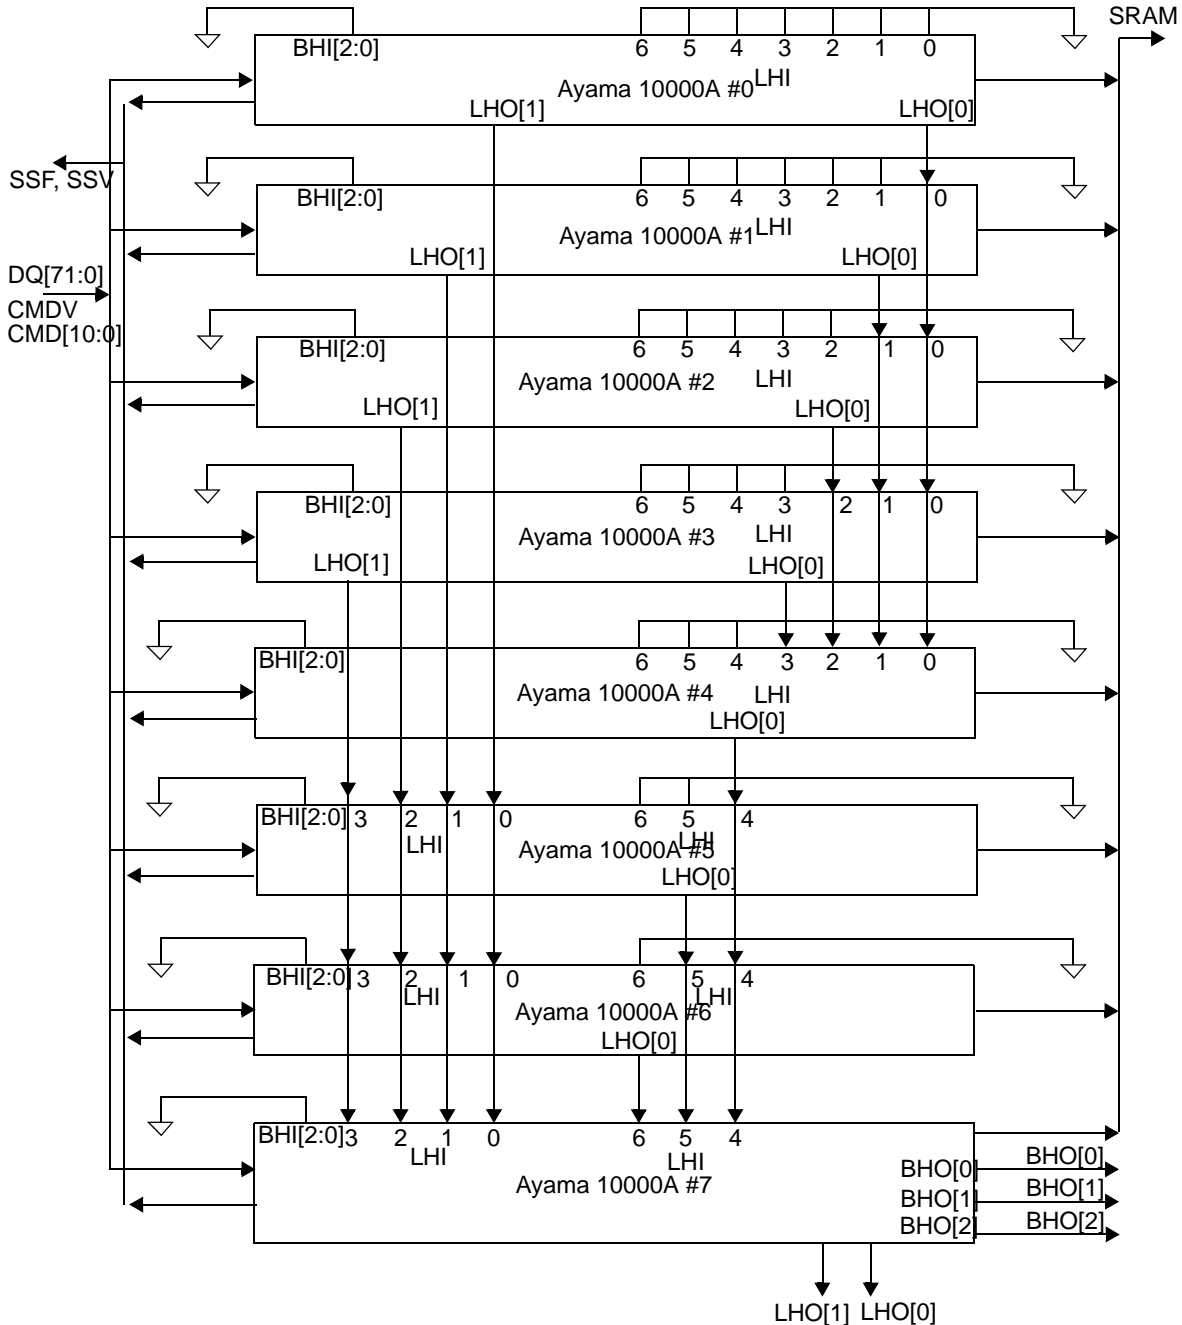 SRAM
BHI[2:0] 6 5 4 3 2 1 0
LHI
Ayama 10000A #0
LHO[1] LHO[0]
SSF, SSV
BHI[2:0] 6 5 4 3 2 1 0
LHI
Ayama 10000A #1
LHO[1] LHO[0]
DQ[71:0]
CMDV
CMD[10:0]
BHI[2:0] 6 5 4 3 2 1 0
Ayama 10000A #2 LHI
LHO[1] LHO[0]
BHI[2:0] 6 5 4 3 2 1 0
Ayama 10000A #3 LHI
LHO[1] LHO[0]
BHI[2:0] 6 5 4 3 2 1 0
Ayama 10000A #4 LHI
LHO[0]
BHI[2:0] 3 2 1 0 6 5 4
LHI LHI
Ayama 10000A #5
LHO[0]
BHI[2:0] 3 2 1 0 6 5 4
LHI LHI
Ayama 10000A #6
LHO[0]
BHI[2:0] 3 2 1 0 6 5 4
LHI LHI
Ayama 10000A #7
BHO[0] BHO[0]
BHO[1] BHO[1]
BHO[2] BHO[2]
LHO[1] LHO[0]